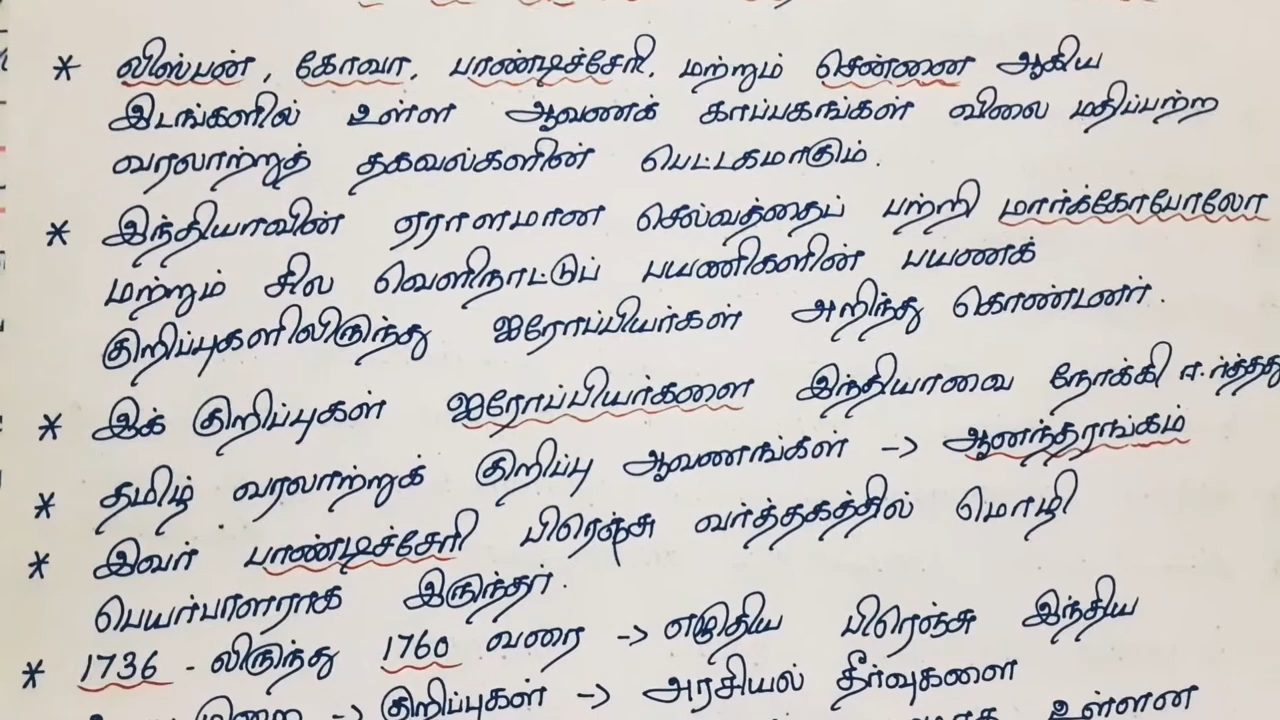 * லிஸ்பன், கோவா, பாண்டிச்சேரி, மற்றும் சென்னை ஆகிய
இடங்களில் உள்ள ஆவணக் காப்பகங்கள் விலை மதிப்பற்ற
வரலாற்றுத் தகவல்களின் பெட்டகமாகும்.
* இந்தியாவின் ஏராளமான செல்வத்தைப் பற்றி மார்க்கோபோலோ
மற்றும் சில வெளிநாட்டுப் பயணிகளின் பயணக்
குறிப்புகளிலிருந்து ஐரோப்பியர்கள் அறிந்து கொண்டனர்.
* இக் குறிப்புகள் ஐரோப்பியர்களை இந்தியாவை நோக்கி ஈர்த்தது
* தமிழ் வரலாற்றுக் குறிப்பு ஆவணங்கள் -> ஆனந்தரங்கம்
* இவர் பாண்டிச்சேரி பிரெஞ்சு வர்த்தகத்தில் மொழி
பெயர்பாளராக இருந்தர்.
* 1736 - லிருந்து 1760 வரை -> எழுதிய பிரெஞ்சு இந்திய
-> குறிப்புகள் -> அரசியல் தீர்வுகளை
உள்ளன